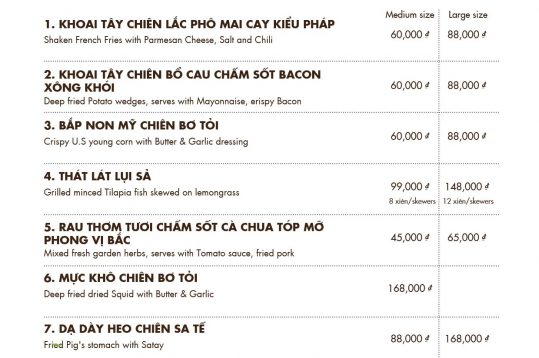 Medium size Large size
1. KHOAI TÂY CHIÊN LẮC PHÔ MAI CAY KIỂU PHÁP
Shaken French Fries with Parmesan Cheese, Salt and Chili
60,000 ₫ 88,000 ₫
2. KHOAI TÂY CHIÊN BỔ CAU CHẤM SỐT BACON
XÔNG KHÓI
Deep fried Potato wedges, serves with Mayonnaise, erispy Bacon
60,000 ₫ 88,000 ₫
3. BẮP NON MỸ CHIÊN BƠ TỎI
Crispy U.S young corn with Butter & Garlic dressing
60,000 ₫ 88,000 ₫
4. THÁT LÁT LỤI SẢ
Grilled minced Tilapia fish skewed on lemongrass
99,000 ₫ 148,000 ₫
8 xiên/skewers 12 xiên/skewers
5. RAU THƠM TƯƠI CHẤM SỐT CÀ CHUA TÓP MỠ
PHONG VỊ BẮC
Mixed fresh garden herbs, serves with Tomato sauce, fried pork
45,000 ₫ 65,000 ₫
6. MỰC KHÔ CHIÊN BƠ TỎI
Deep fried dried Squid with Butter & Garlic
168,000 ₫
7. DẠ DÀY HEO CHIÊN SA TẾ
Fried Pig's stomach with Satay
88,000 ₫ 168,000 ₫